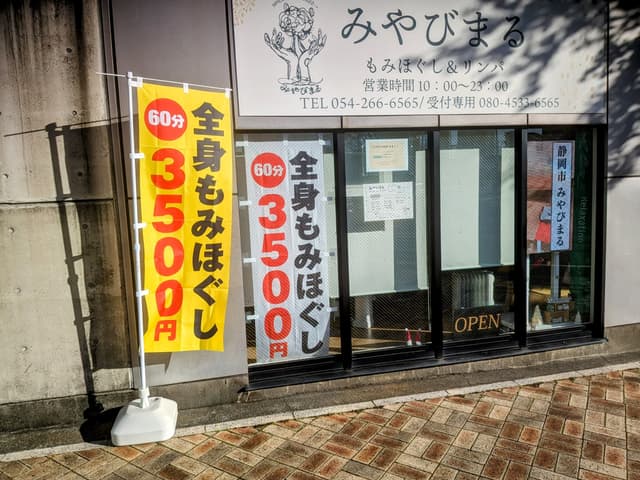 みやびまる
みやびまる
もみほぐし＆リンパ
営業時間 10：00〜23：00
TEL 054-266-6565/ 受付専用 080-4533-6565
60分
全身もみほぐし
3500円
60分
全身もみほぐし
3500円
静岡市 みやびまる
OPEN